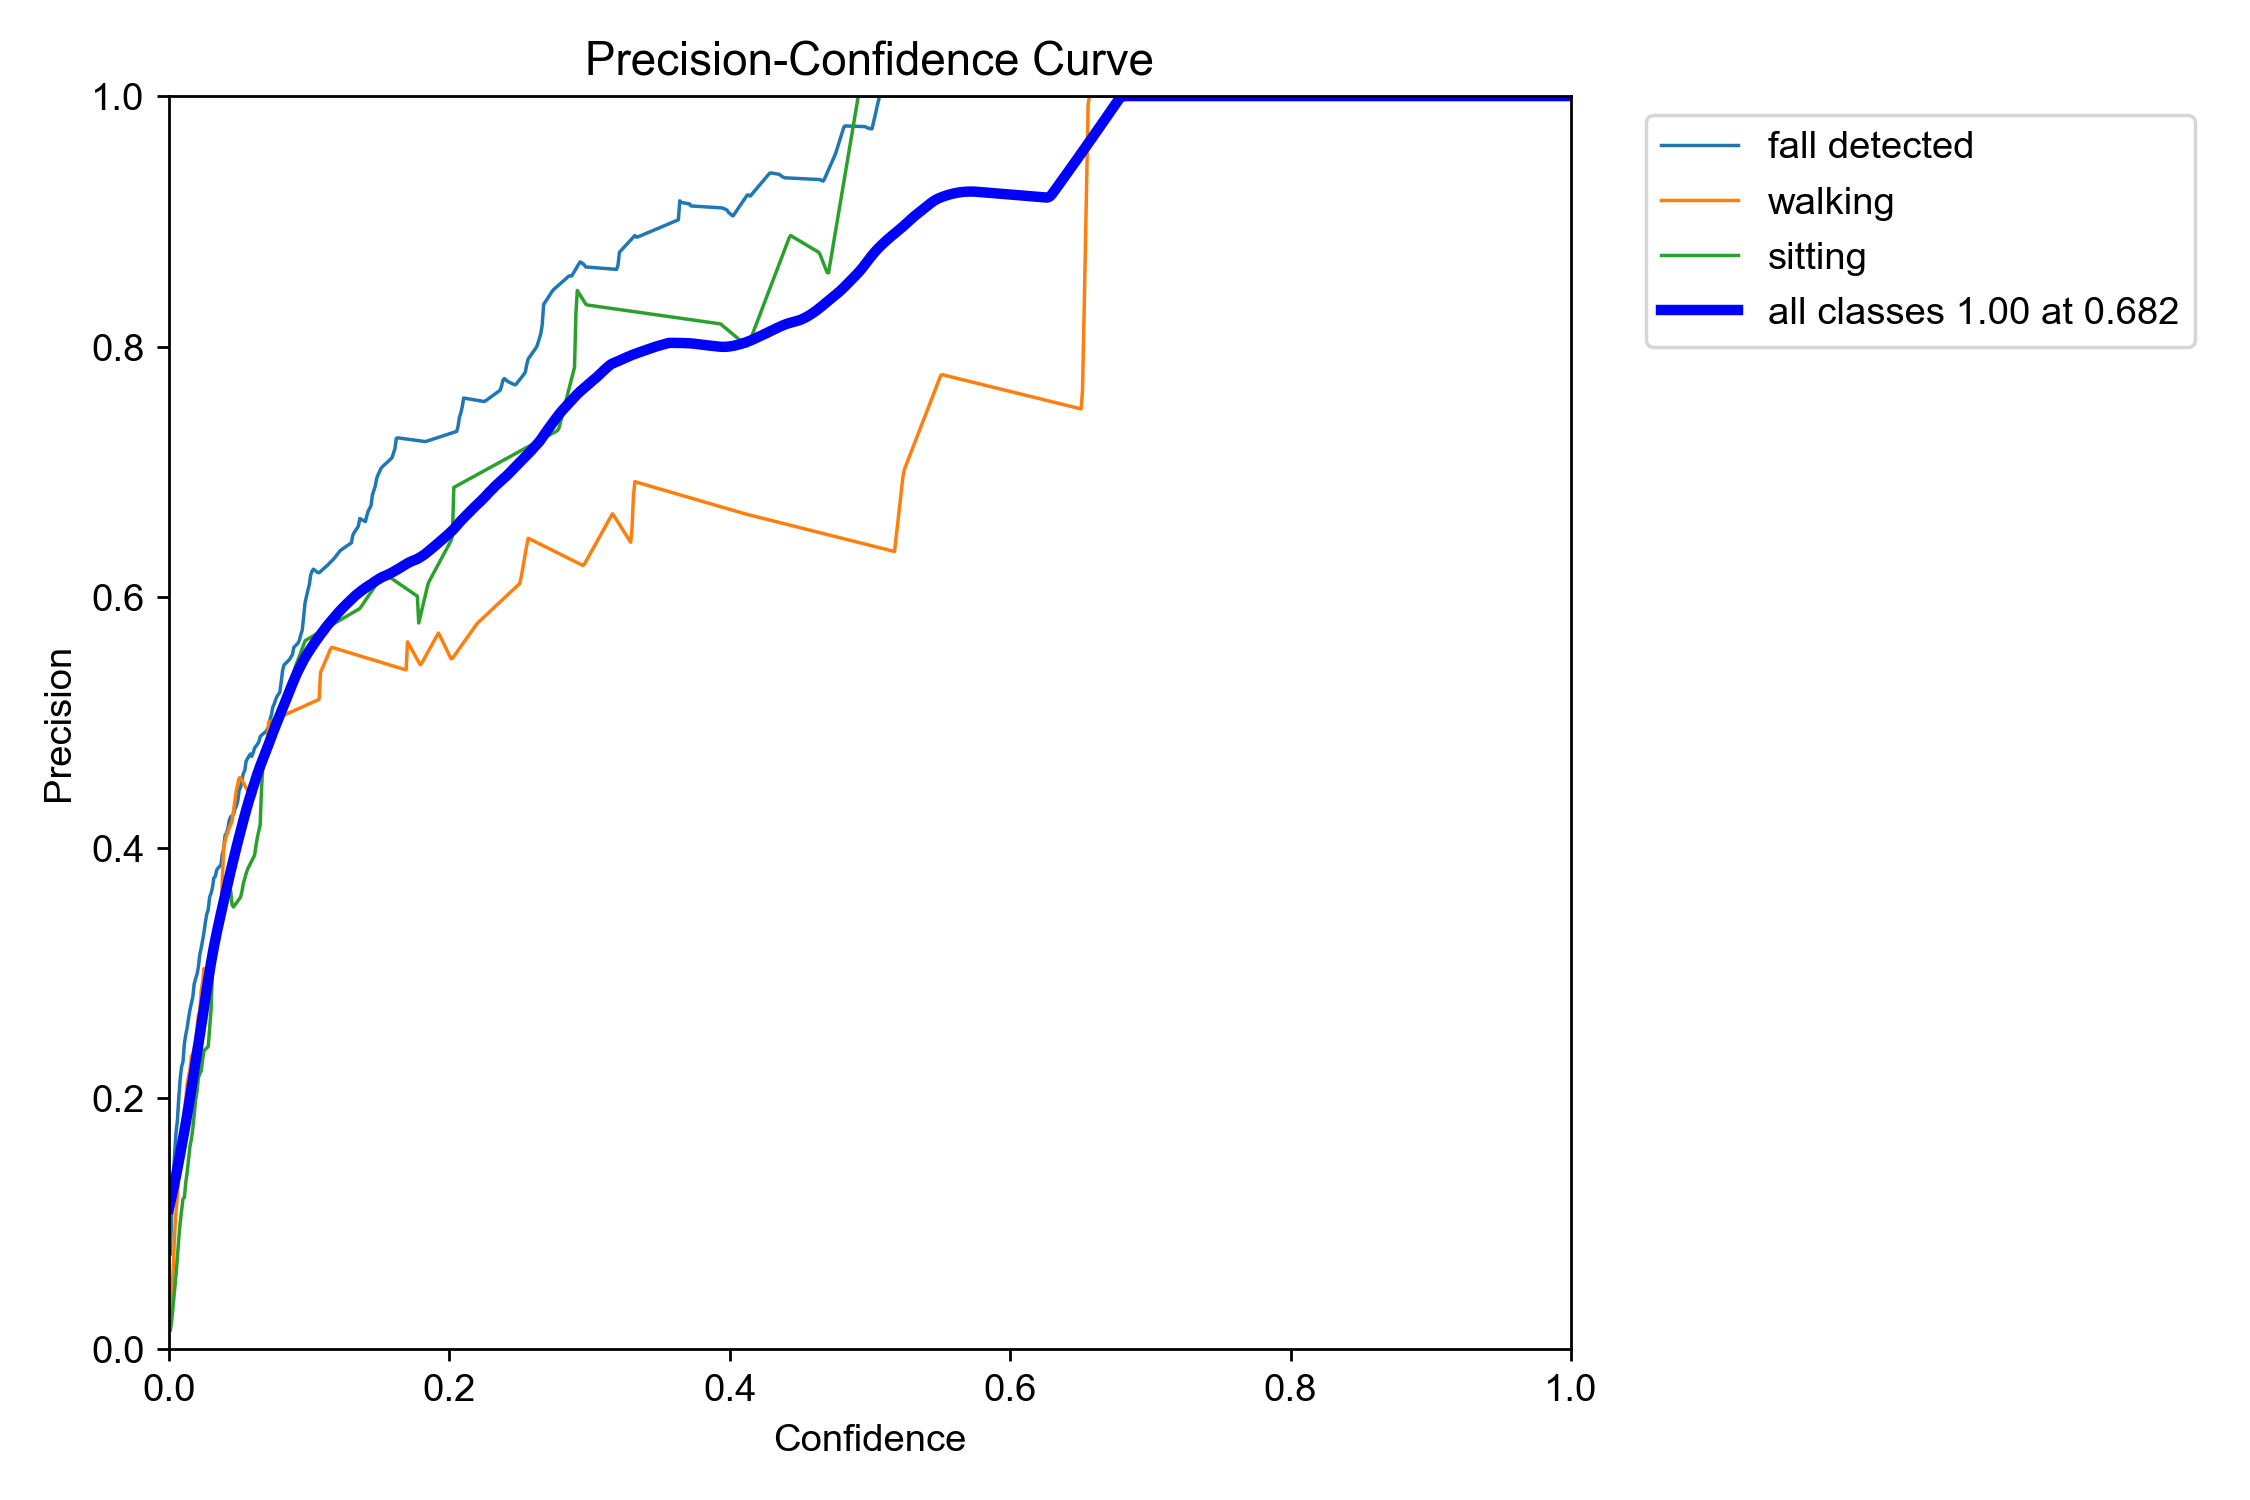 Precision-Confidence Curve
1.0
0.8
0.6
0.4
0.2
0.0
Precision
0.0 0.2 0.4 0.6 0.8 1.0
Confidence
fall detected
walking
sitting
all classes 1.00 at 0.682